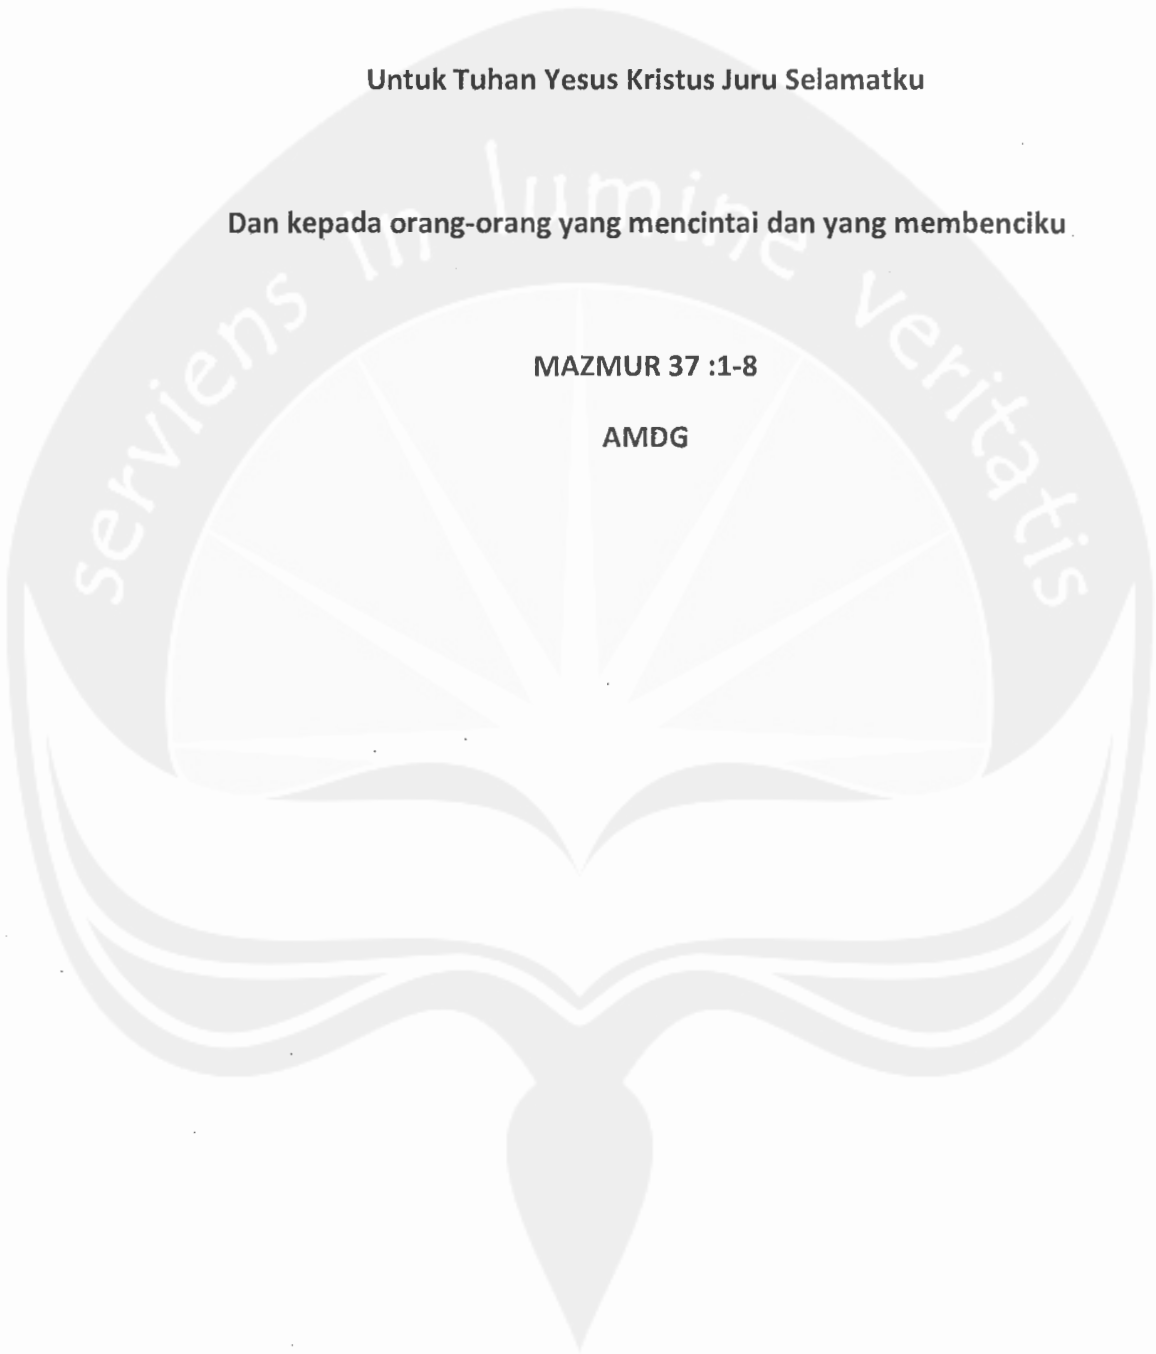 Untuk Tuhan Yesus Kristus Juru Selamatku
serviens in lumine veritatis
Dan kepada orang-orang yang mencintai dan yang membenciku
MAZMUR 37 :1-8
AMDG